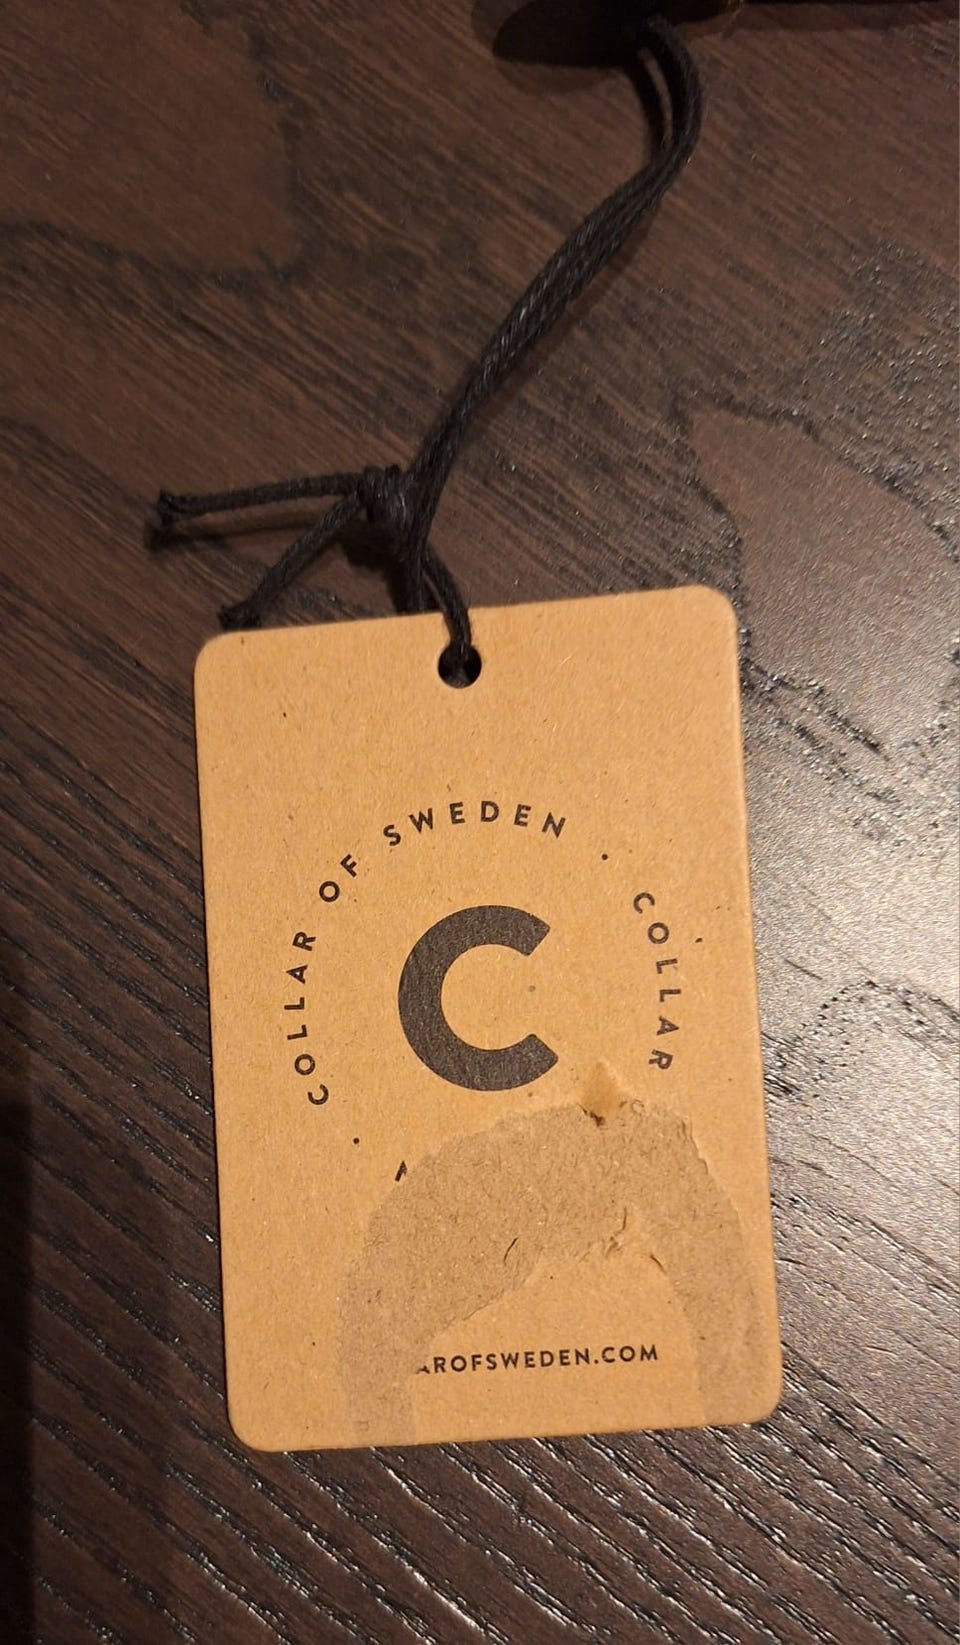 COLLAR OF SWEDEN · COLLAR
C
AROFSWEDEN.COM